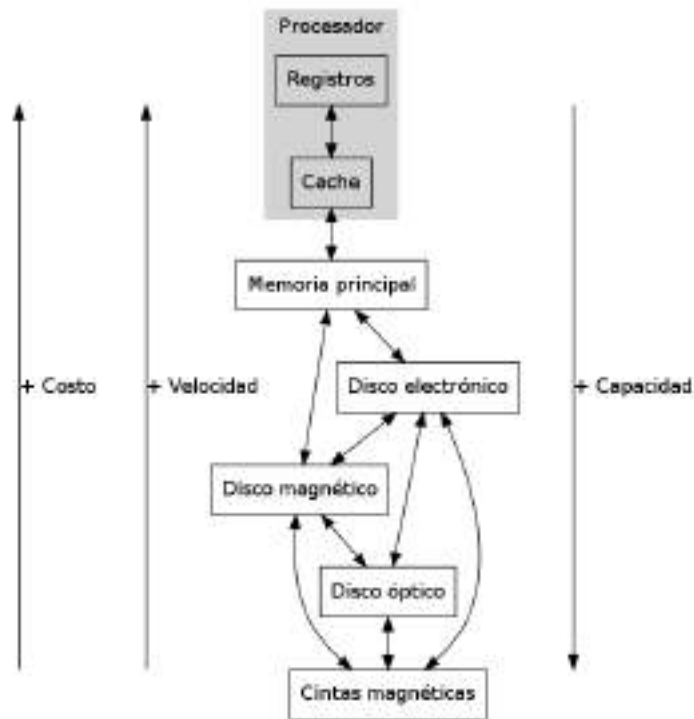 Procesador
Registros
Cache
Memoria principal
+ Costo
+ Velocidad
Disco electrónico
+ Capacidad
Disco magnético
Disco óptico
Cintas magnéticas